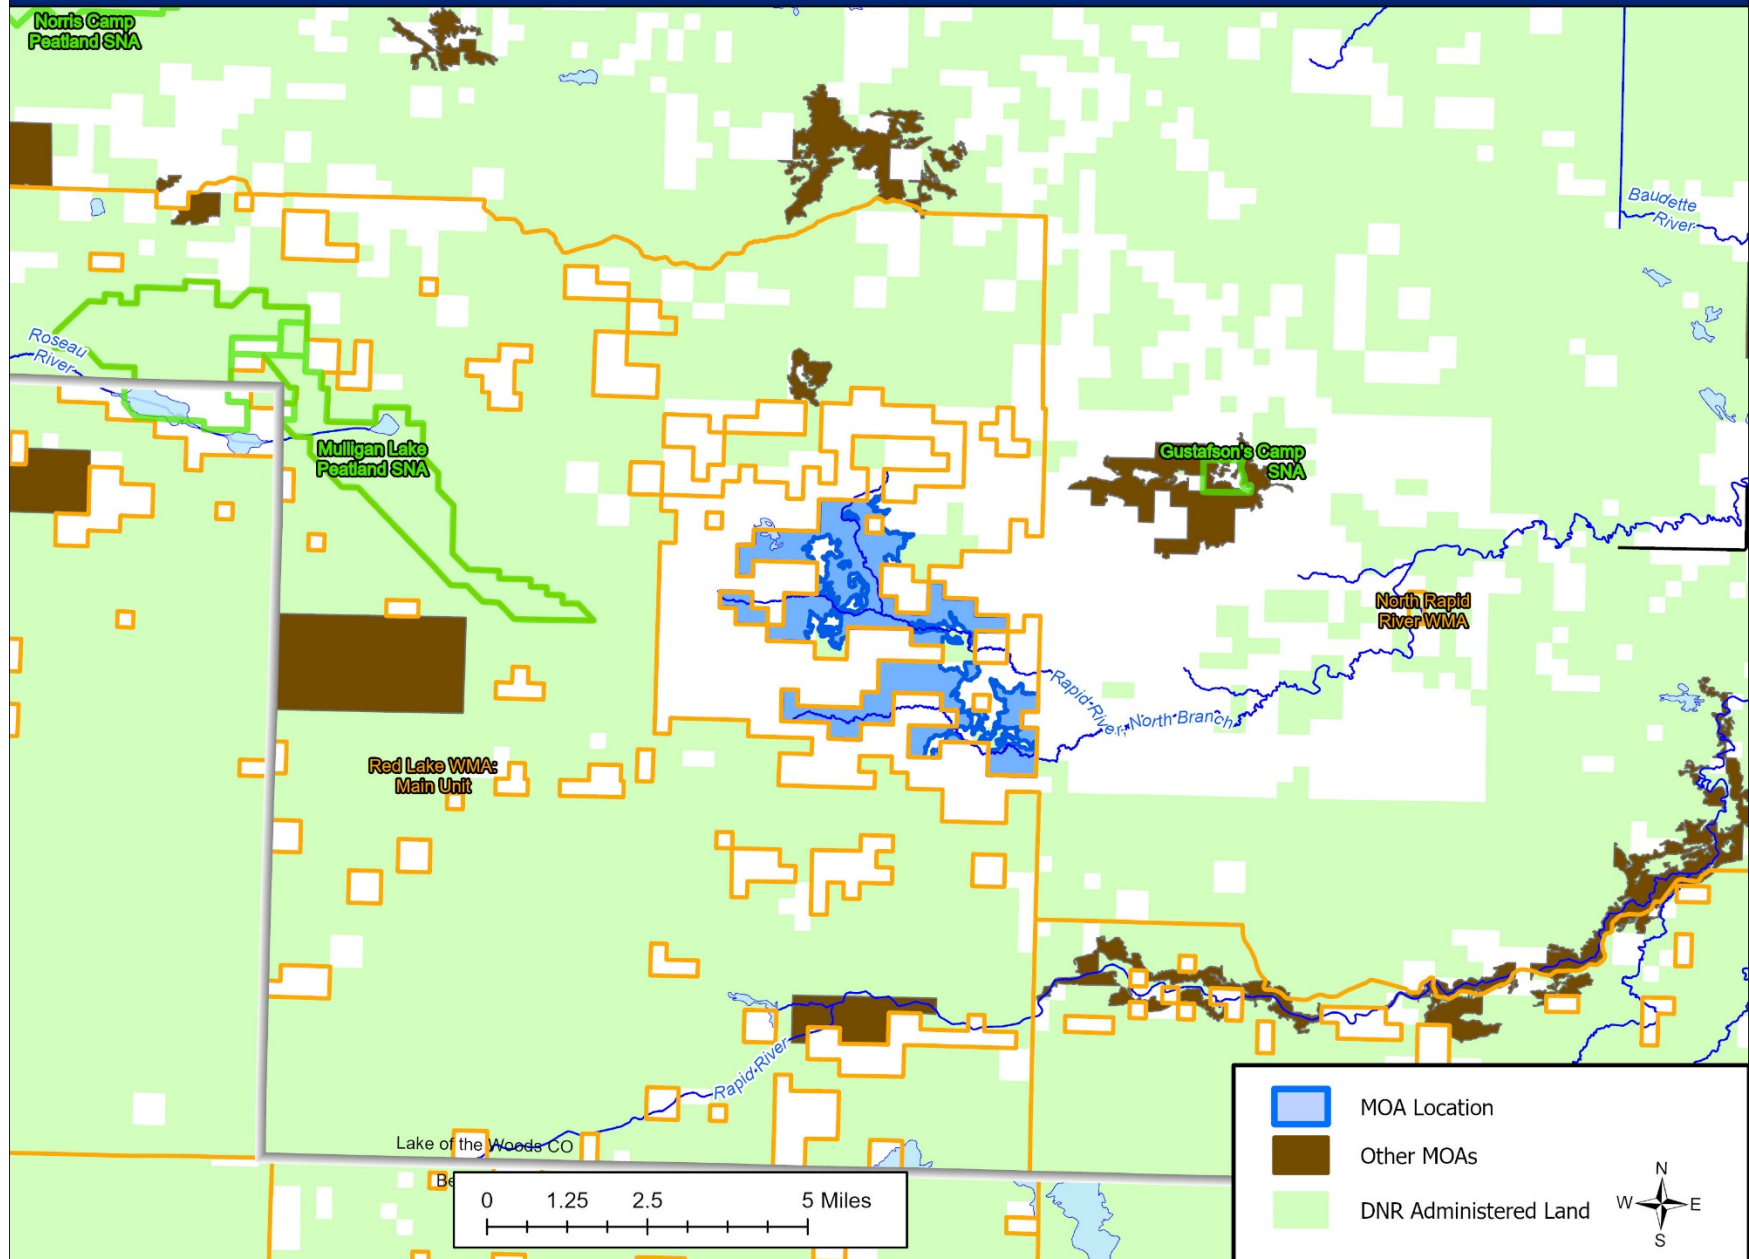 Norris Camp
Peatland SNA
Baudette
River
Roseau
River
Mulligan Lake
Peatland SNA
Gustafson's Camp
SNA
North Rapid
River WMA
Rapid River, North Branch
Red Lake WMA:
Main Unit
Rapid River
Lake of the Woods CO
Be
0 1.25 2.5 5 Miles
MOA Location
Other MOAs
DNR Administered Land
N
W E
S